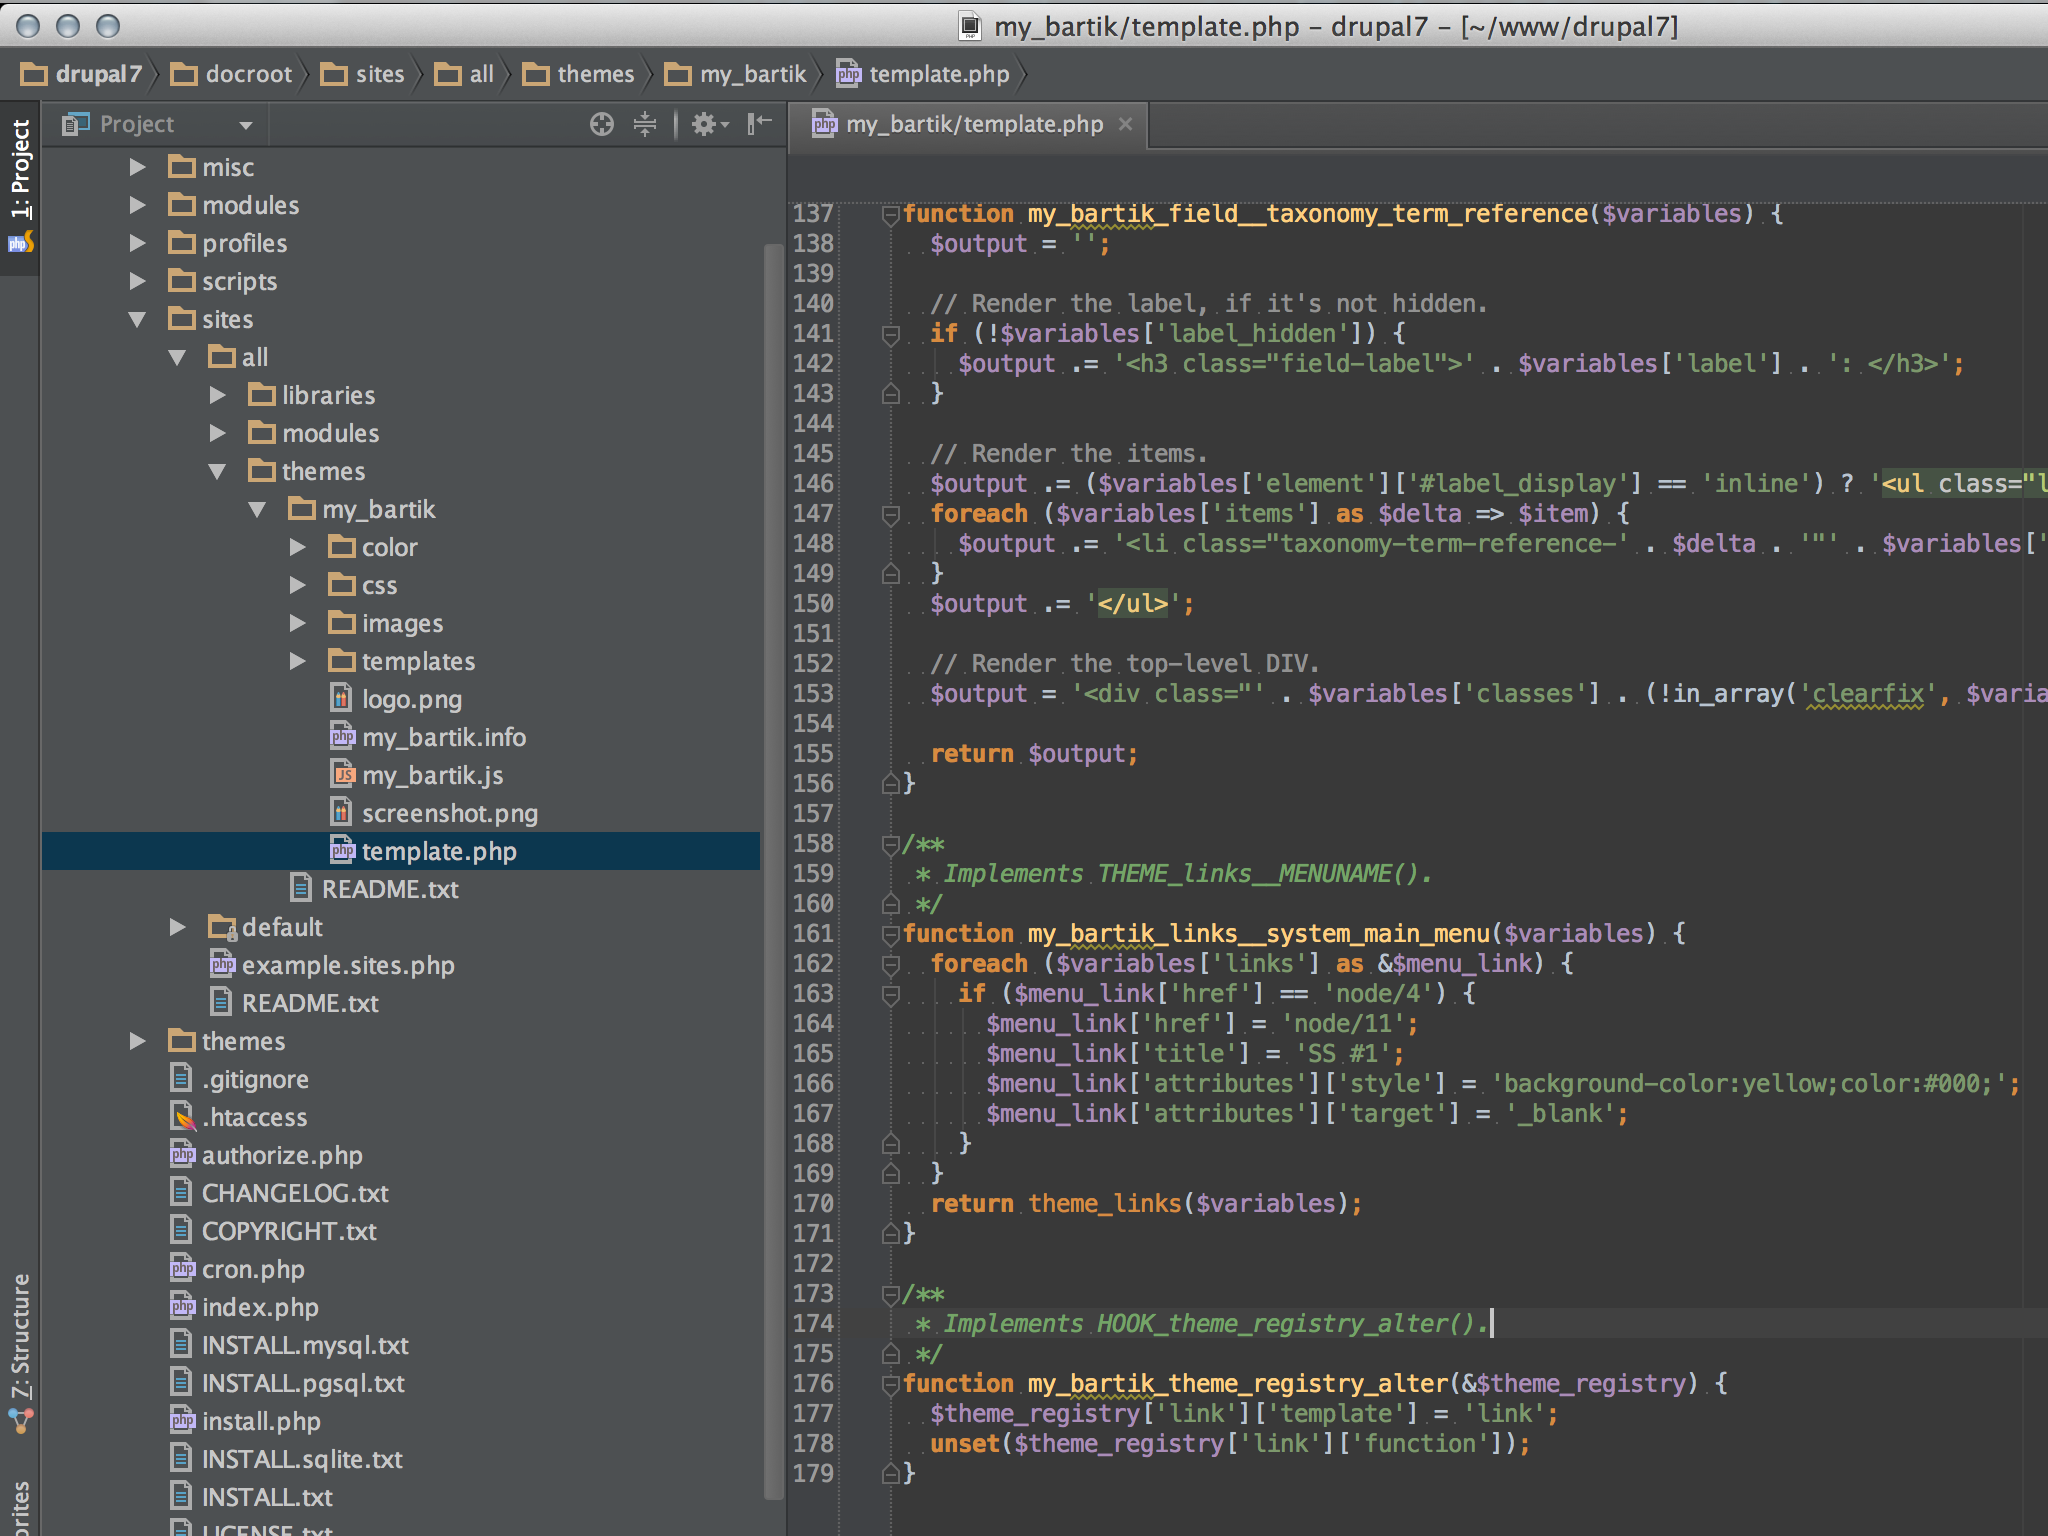 my_bartik/template.php – drupal7 – [~/www/drupal7]
drupal7 docroot sites all themes my_bartik template.php
1: Project
Project
misc
modules
profiles
scripts
sites
all
libraries
modules
themes
my_bartik
color
css
images
templates
logo.png
my_bartik.info
my_bartik.js
screenshot.png
template.php
README.txt
default
example.sites.php
README.txt
themes
.gitignore
.htaccess
authorize.php
CHANGELOG.txt
COPYRIGHT.txt
cron.php
index.php
INSTALL.mysql.txt
INSTALL.pgsql.txt
install.php
INSTALL.sqlite.txt
INSTALL.txt
LICENSE.txt
7: Structure
my_bartik/template.php
137 function my_bartik_field__taxonomy_term_reference($variables) {
138 $output = '';
139
140 // Render the label, if it's not hidden.
141 if (!$variables['label_hidden']) {
142 $output .= '<h3 class="field-label">' . $variables['label'] . ': </h3>';
143 }
144
145 // Render the items.
146 $output .= ($variables['element']['#label_display'] == 'inline') ? '<ul class="l
147 foreach ($variables['items'] as $delta => $item) {
148 $output .= '<li class="taxonomy-term-reference-' . $delta . '"' . $variables['
149 }
150 $output .= '</ul>';
151
152 // Render the top-level DIV.
153 $output = '<div class="' . $variables['classes'] . (!in_array('clearfix', $varia
154
155 return $output;
156 }
157
158 /**
159 * Implements THEME_links__MENUNAME().
160 */
161 function my_bartik_links__system_main_menu($variables) {
162 foreach ($variables['links'] as &$menu_link) {
163 if ($menu_link['href'] == 'node/4') {
164 $menu_link['href'] = 'node/11';
165 $menu_link['title'] = 'SS #1';
166 $menu_link['attributes']['style'] = 'background-color:yellow;color:#000;';
167 $menu_link['attributes']['target'] = '_blank';
168 }
169 }
170 return theme_links($variables);
171 }
172
173 /**
174 * Implements HOOK_theme_registry_alter().
175 */
176 function my_bartik_theme_registry_alter(&$theme_registry) {
177 $theme_registry['link']['template'] = 'link';
178 unset($theme_registry['link']['function']);
179 }